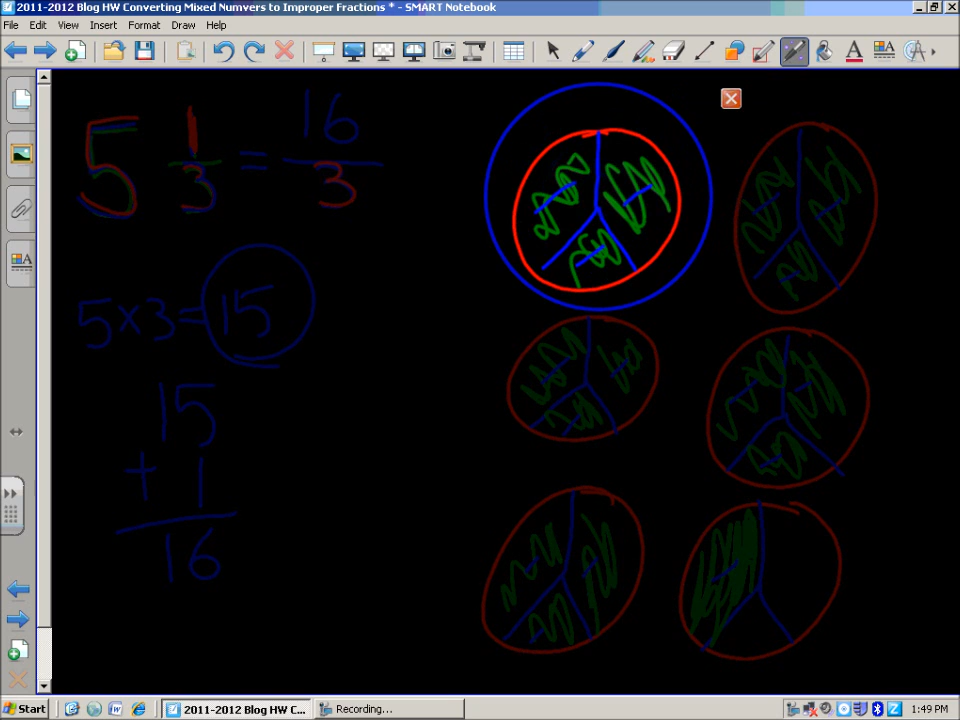 2011-2012 Blog HW Converting Mixed Numvers to Improper Fractions * - SMART Notebook
File Edit View Insert Format Draw Help
5 1/3 = 16/3
5 x 3 = 15
15
+ 1
16
Start
2011-2012 Blog HW C...
Recording...
1:49 PM